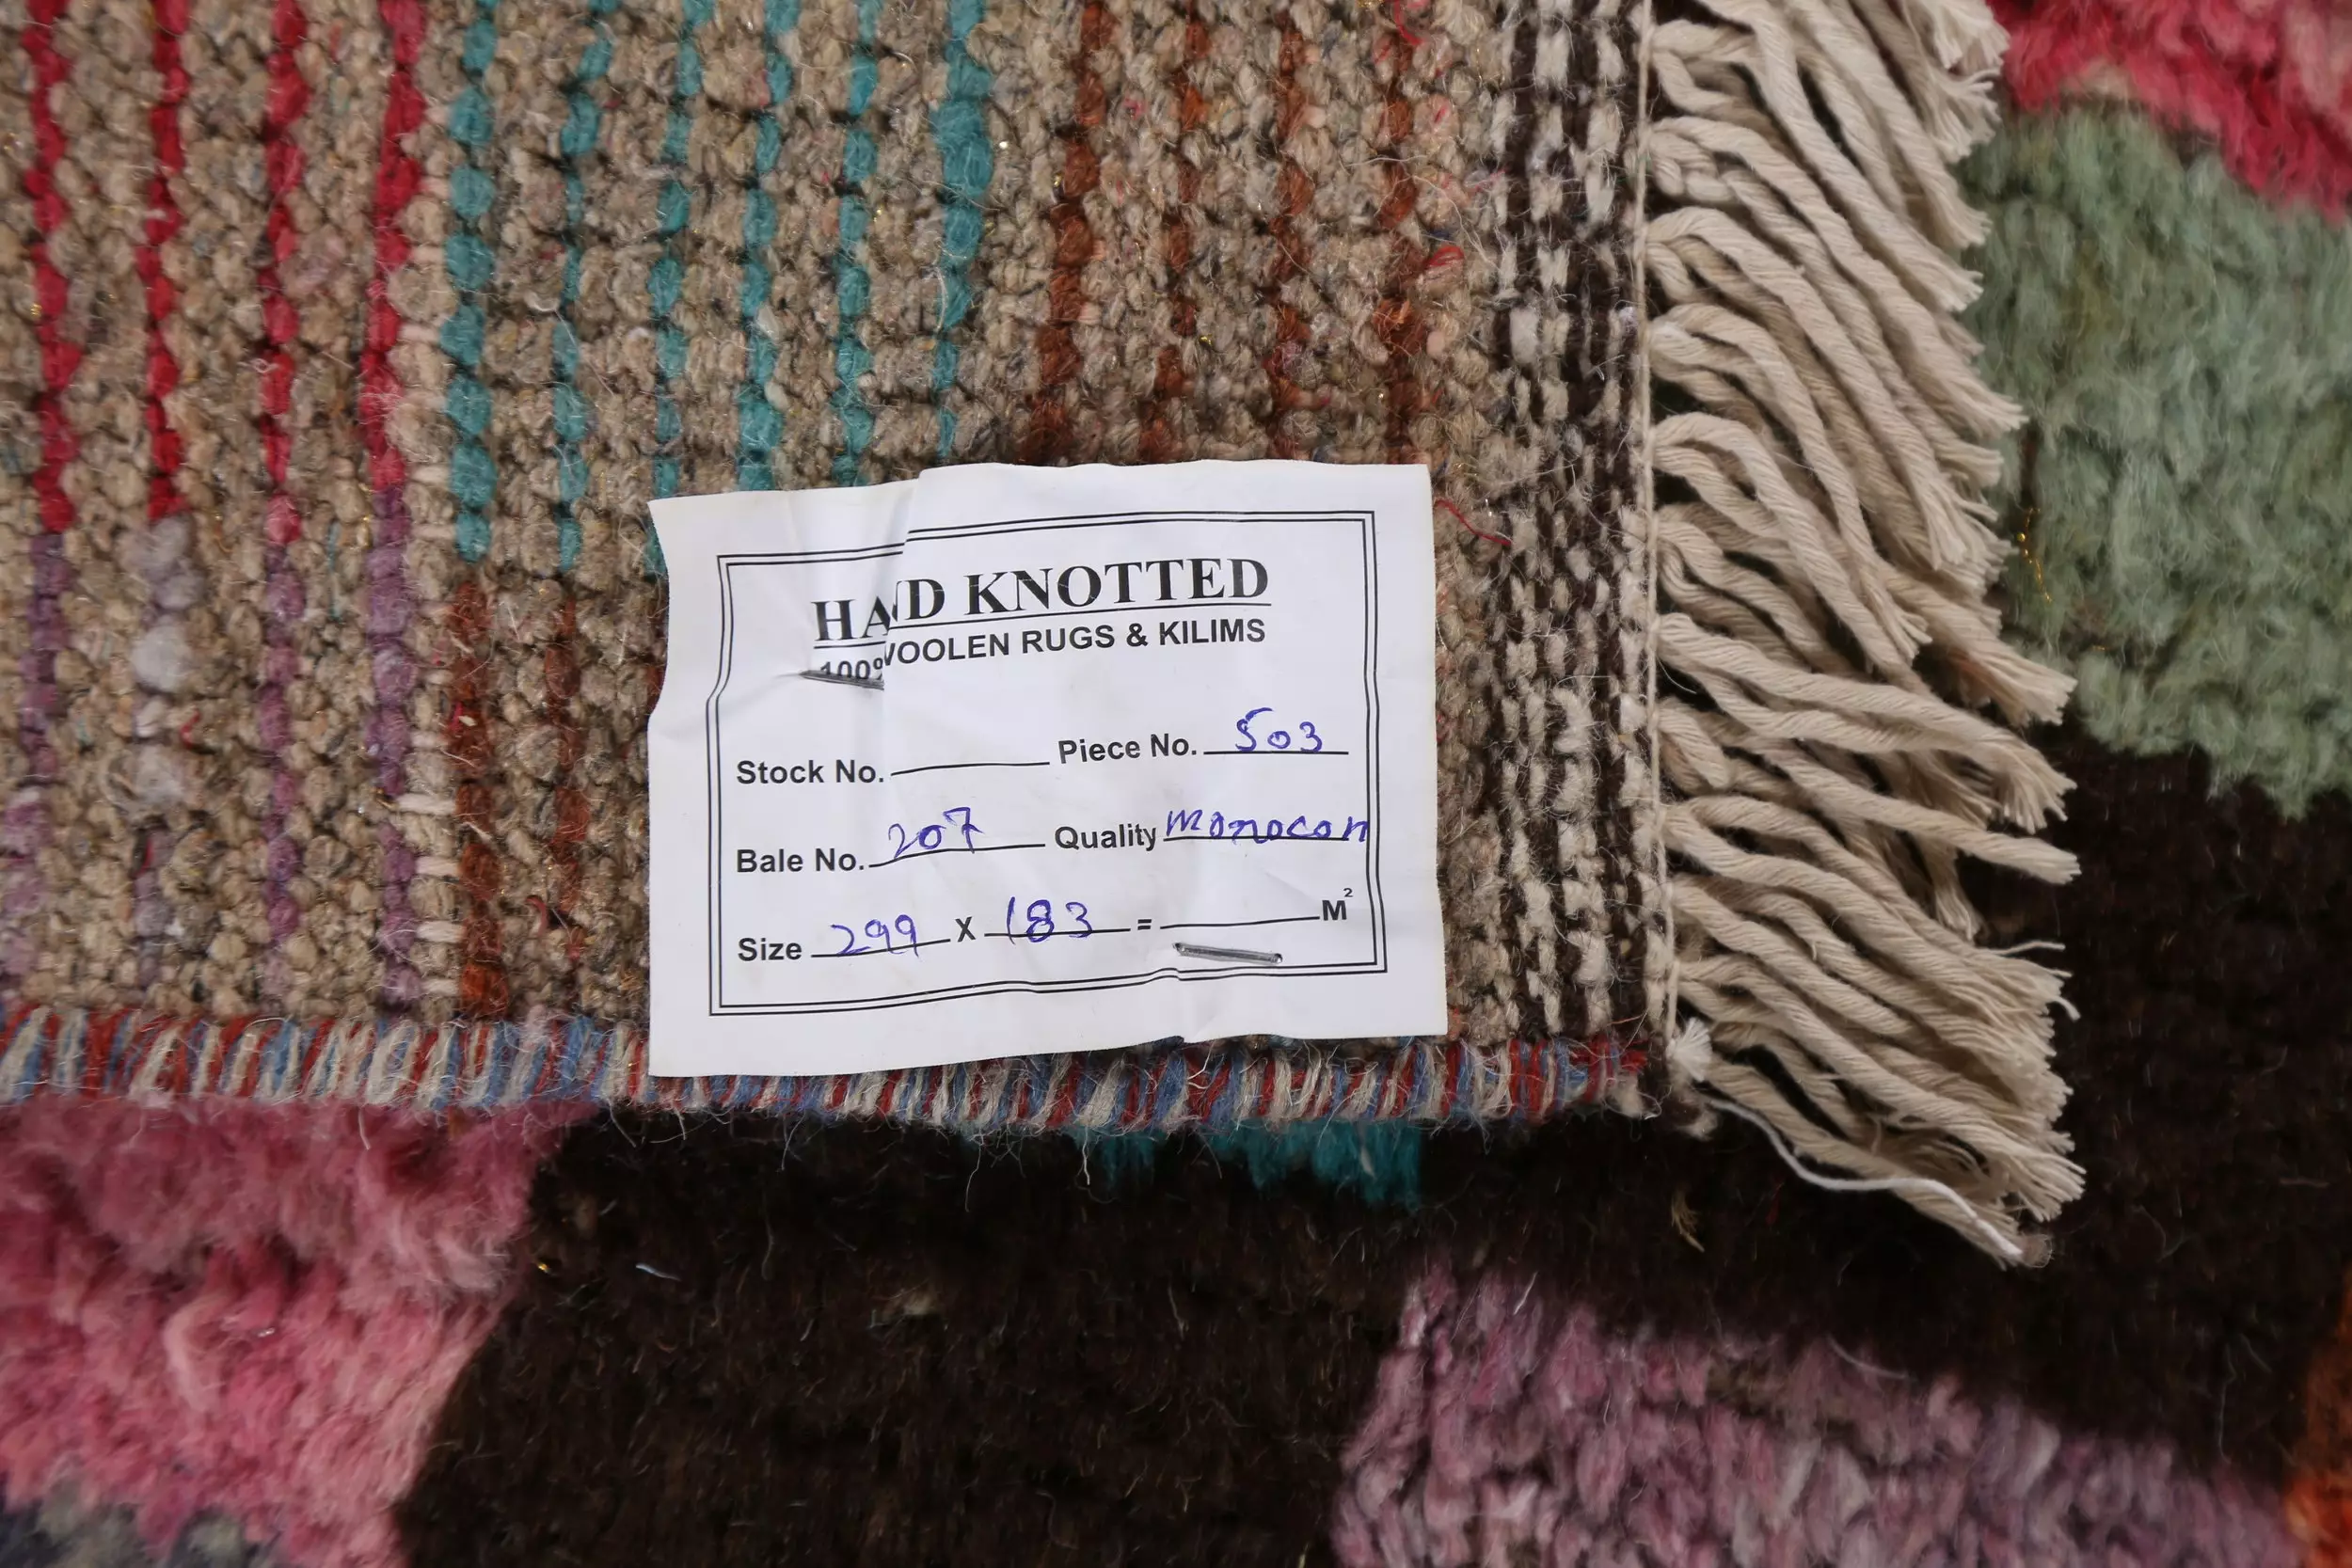 HAND KNOTTED
100% WOOLEN RUGS & KILIMS
Stock No. Piece No. 503
Bale No. 207 Quality Monocan
Size 299 X 183 = M²